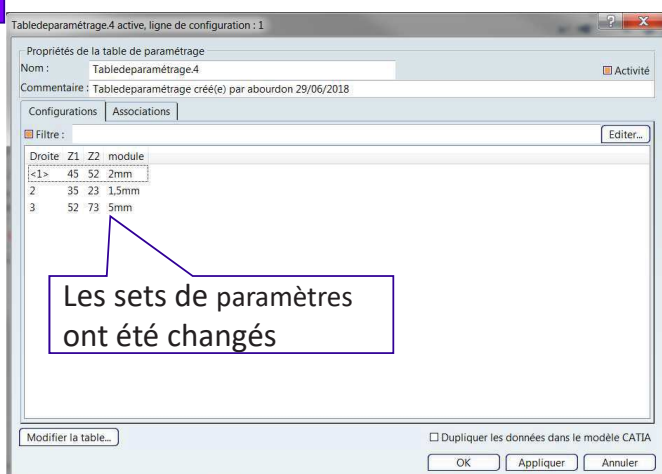 Tabledeparamétrage.4 active, ligne de configuration : 1
Propriétés de la table de paramétrage
Nom : Tabledeparamétrage.4 Activité
Commentaire : Tabledeparamétrage créé(e) par abourdon 29/06/2018
Configurations Associations
Filtre : Editer...
Droite Z1 Z2 module
<1> 45 52 2mm
2 35 23 1,5mm
3 52 73 5mm
Les sets de paramètres
ont été changés
Modifier la table... Dupliquer les données dans le modèle CATIA
OK Appliquer Annuler